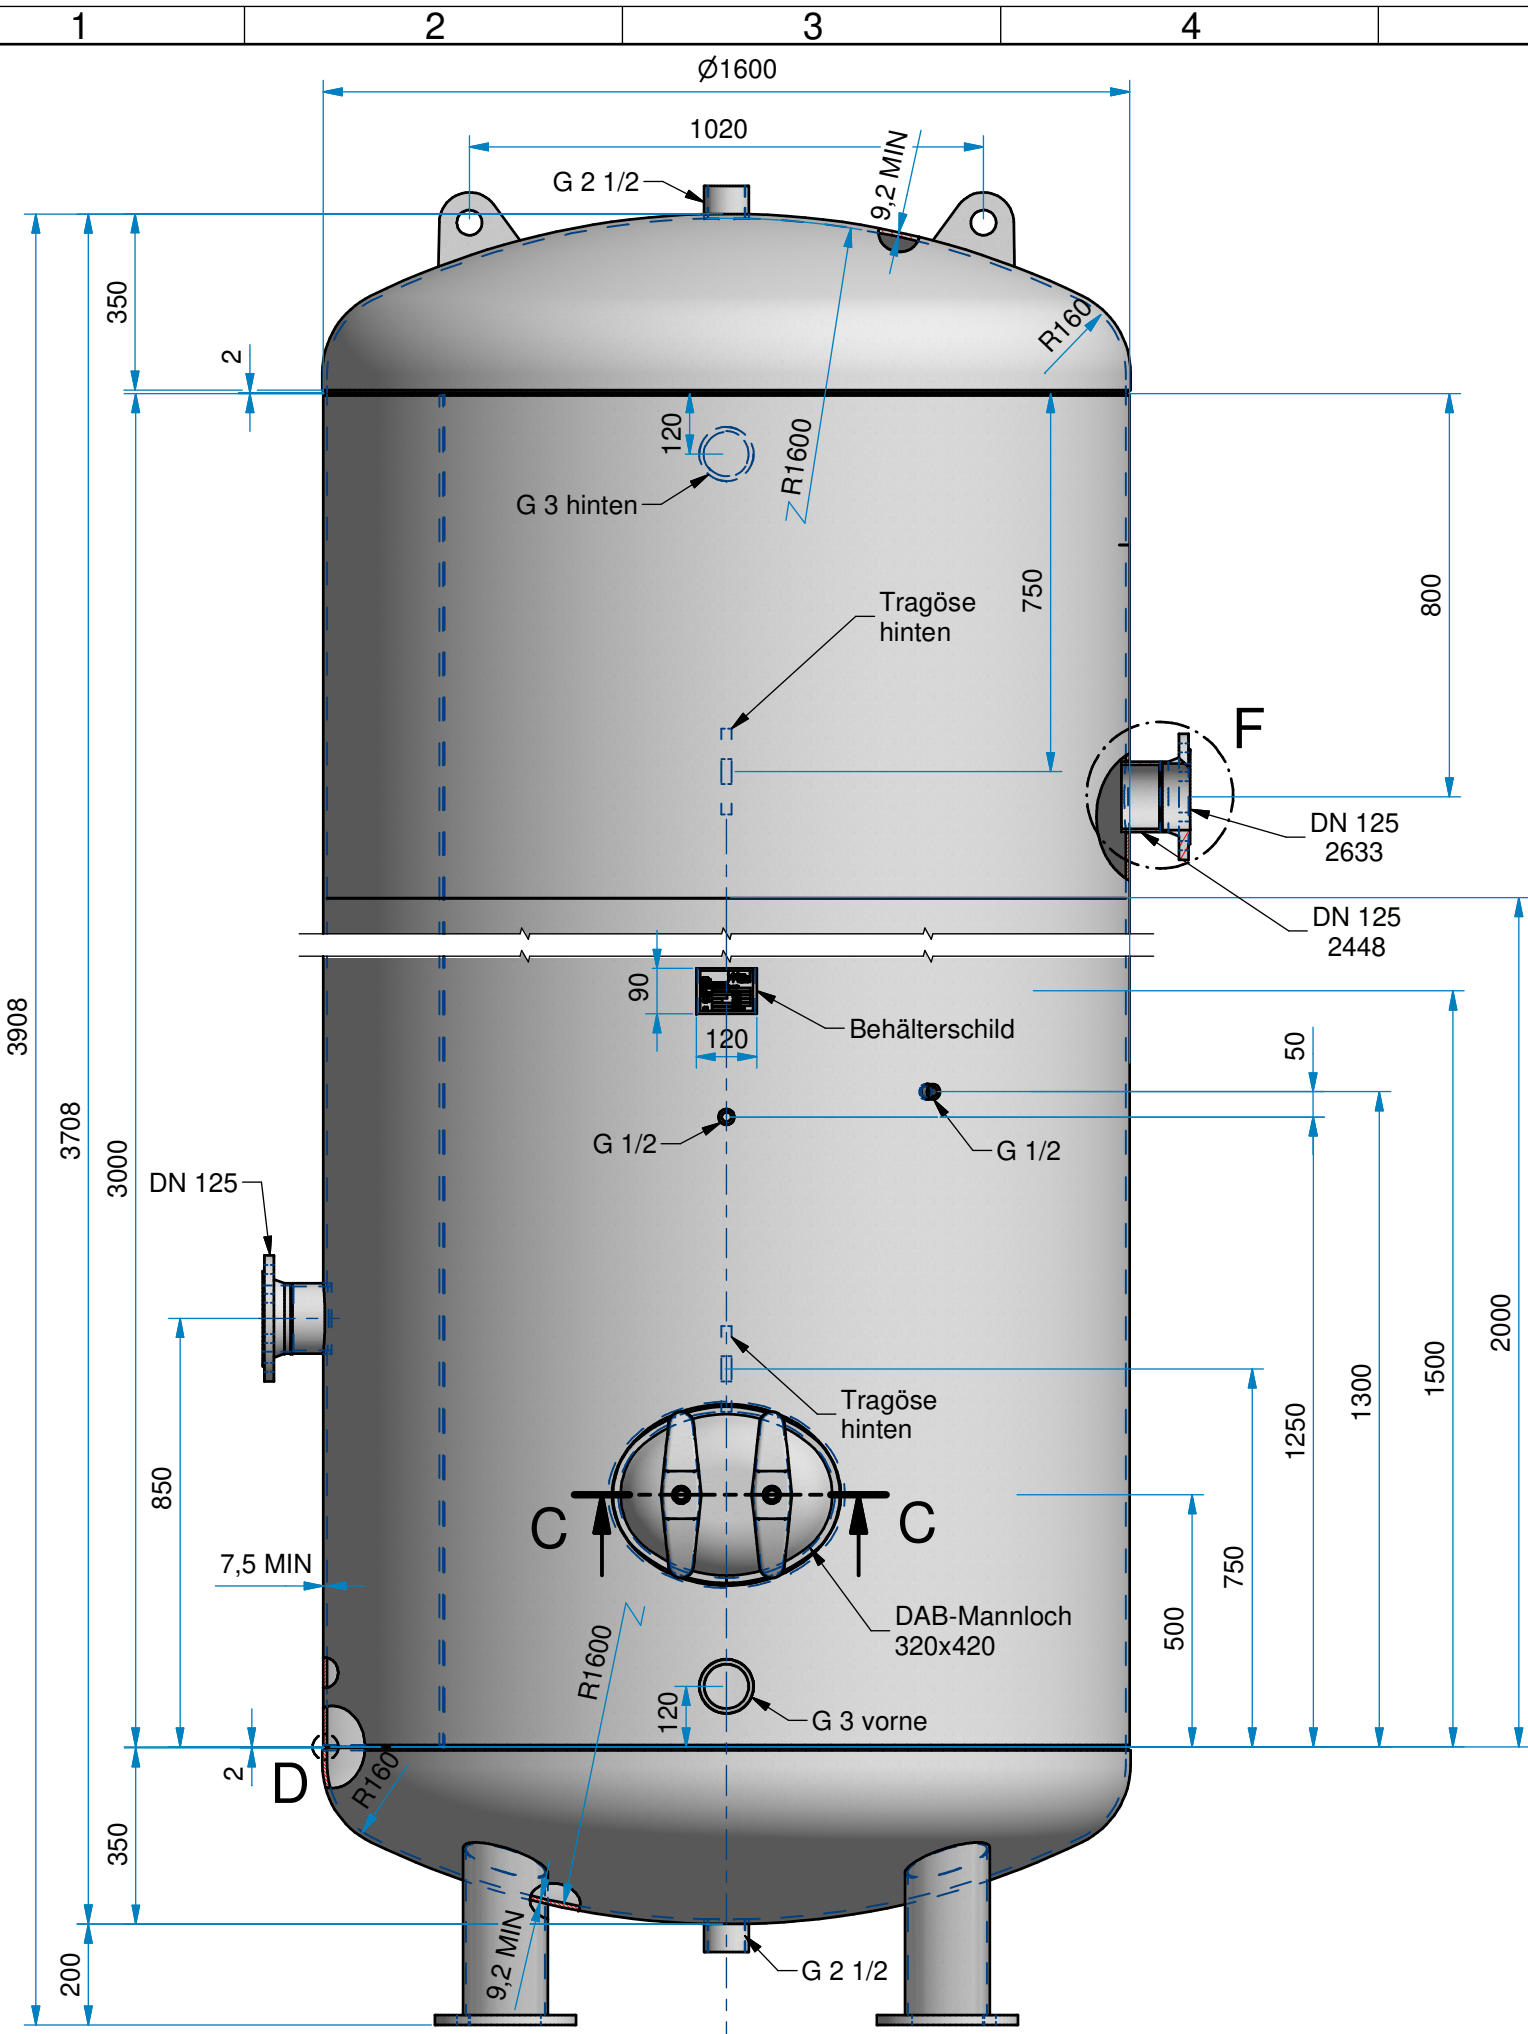 1
2
3
4
Ø1600
1020
G 2 1/2
9,2 MIN
350
R160
2
120
R1600
G 3 hinten
750
800
Tragöse
hinten
F
DN 125
2633
DN 125
2448
90
120
Behälterschild
50
G 1/2
G 1/2
3908
3708
3000
DN 125
2000
1500
1300
1250
Tragöse
hinten
850
C
C
7,5 MIN
750
500
DAB-Mannloch
320x420
R1600
120
G 3 vorne
2
D
R160
350
9,2 MIN
G 2 1/2
200